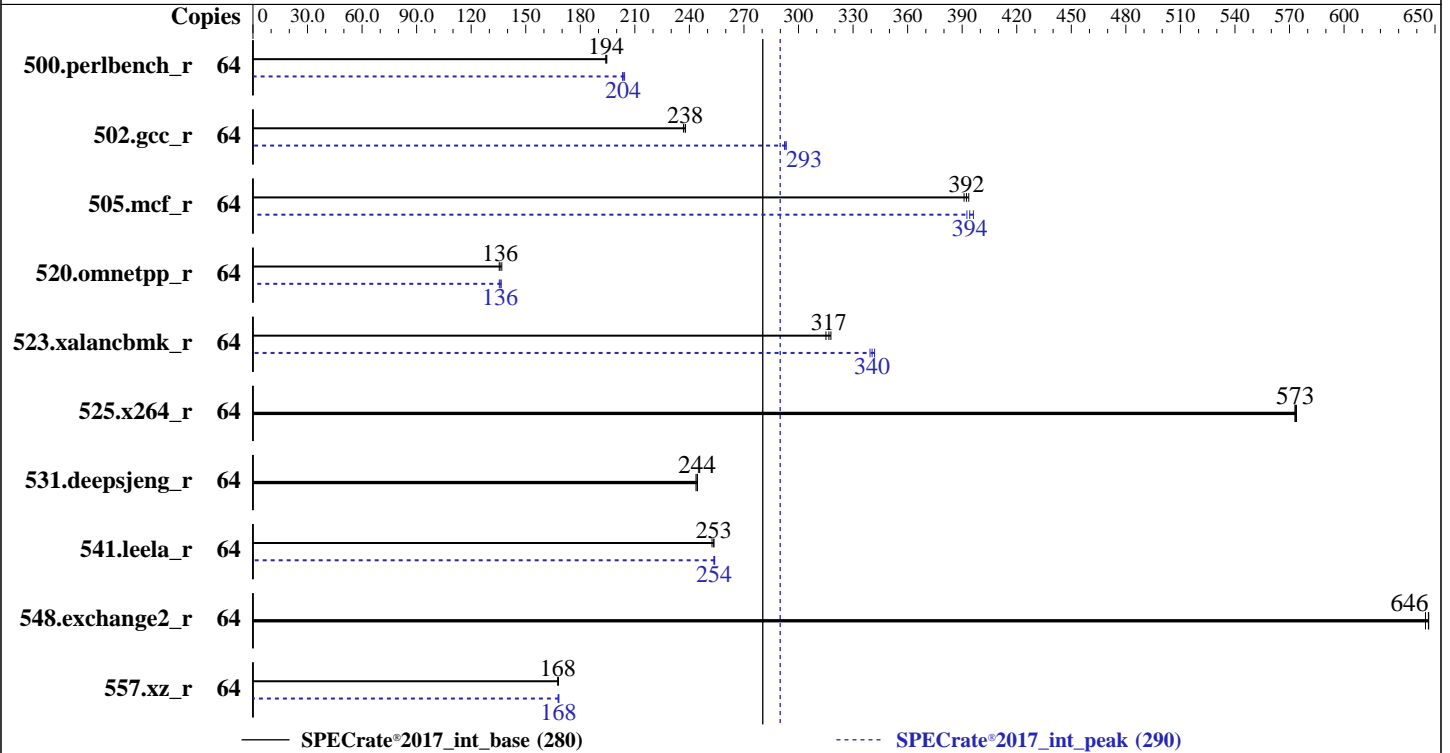 Copies 0 30.0 60.0 90.0 120 150 180 210 240 270 300 330 360 390 420 450 480 510 540 570 600 650
194
500.perlbench_r 64
204
238
502.gcc_r 64
293
392
505.mcf_r 64
394
136
520.omnetpp_r 64
136
317
523.xalancbmk_r 64
340
573
525.x264_r 64
244
531.deepsjeng_r 64
253
541.leela_r 64
254
646
548.exchange2_r 64
168
557.xz_r 64
168
SPECrate®2017_int_base (280) SPECrate®2017_int_peak (290)